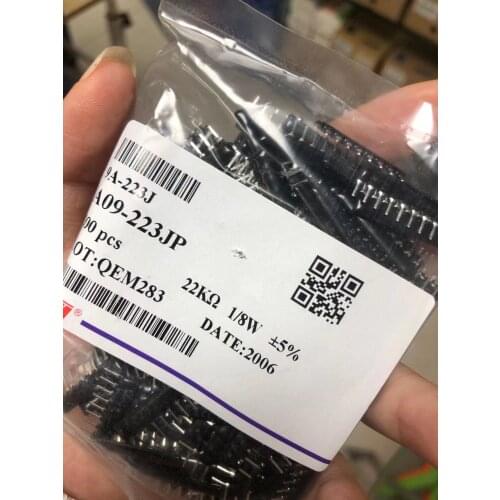 9A-223J
A09-223JP
00 pcs
OT:QEM283
22KΩ 1/8W ±5%
DATE:2006